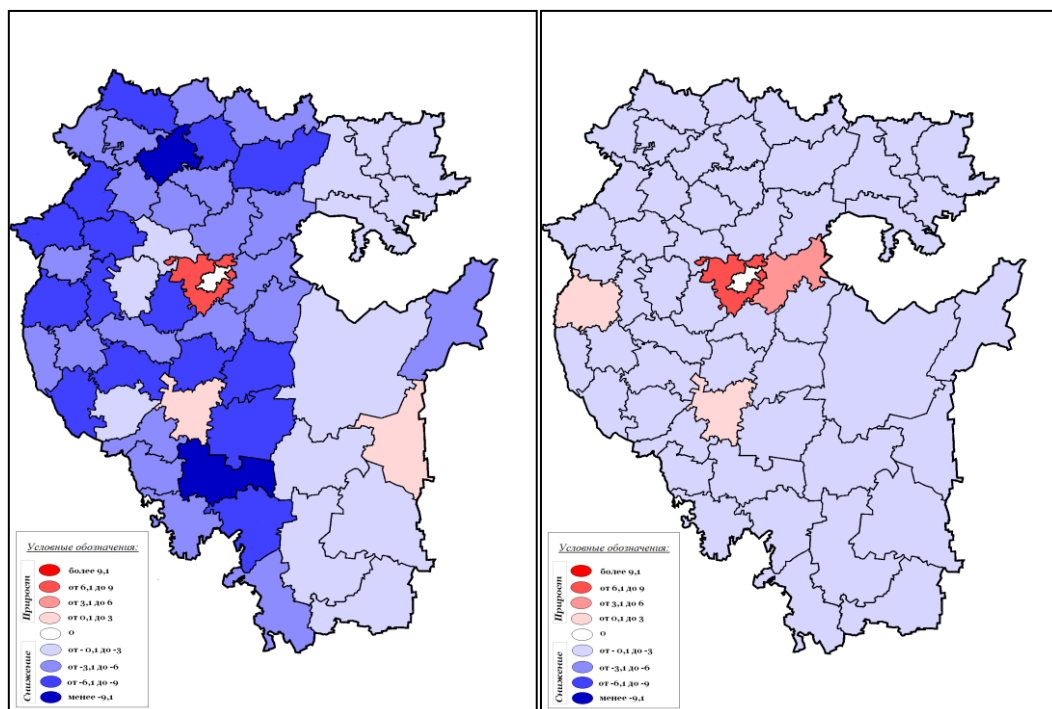 Условные обозначения:
Прирост
более 9,1
от 6,1 до 9
от 3,1 до 6
от 0,1 до 3
0
Снижение
от - 0,1 до -3
от -3,1 до -6
от -6,1 до -9
менее -9,1
Условные обозначения:
Прирост
более 9,1
от 6,1 до 9
от 3,1 до 6
от 0,1 до 3
0
Снижение
от - 0,1 до -3
от -3,1 до -6
от -6,1 до -9
менее -9,1